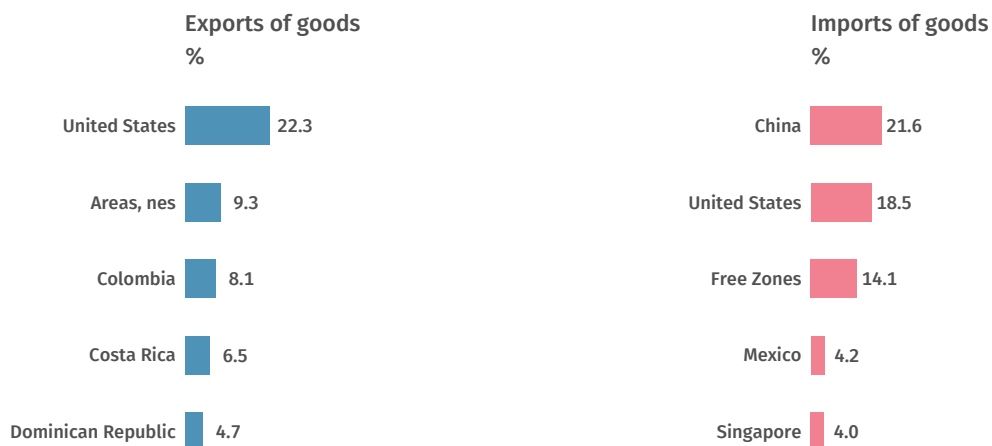 Exports of goods
%
United States 22.3
Areas, nes 9.3
Colombia 8.1
Costa Rica 6.5
Dominican Republic 4.7
Imports of goods
%
China 21.6
United States 18.5
Free Zones 14.1
Mexico 4.2
Singapore 4.0